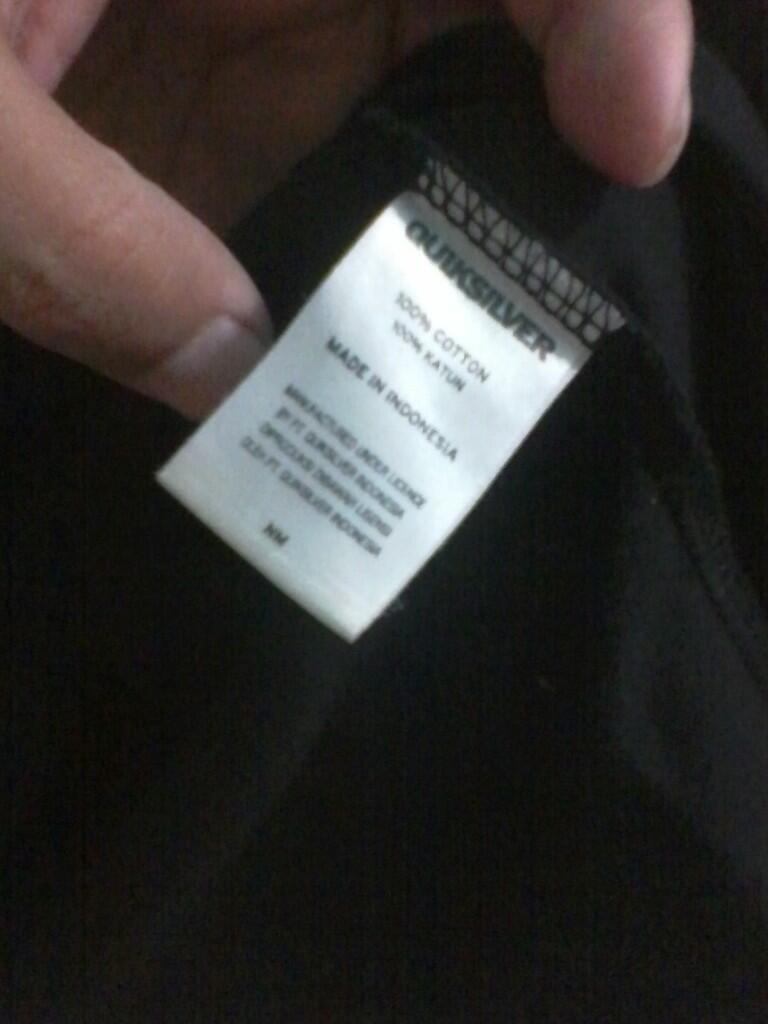 QUIKSILVER
100% COTTON
100% KATUN
MADE IN INDONESIA
MANUFACTURED UNDER LICENCE
BY PT. QUIKSILVER INDONESIA
DIPRODUKSI DIBAWAH LISENSI
OLEH PT. QUIKSILVER INDONESIA